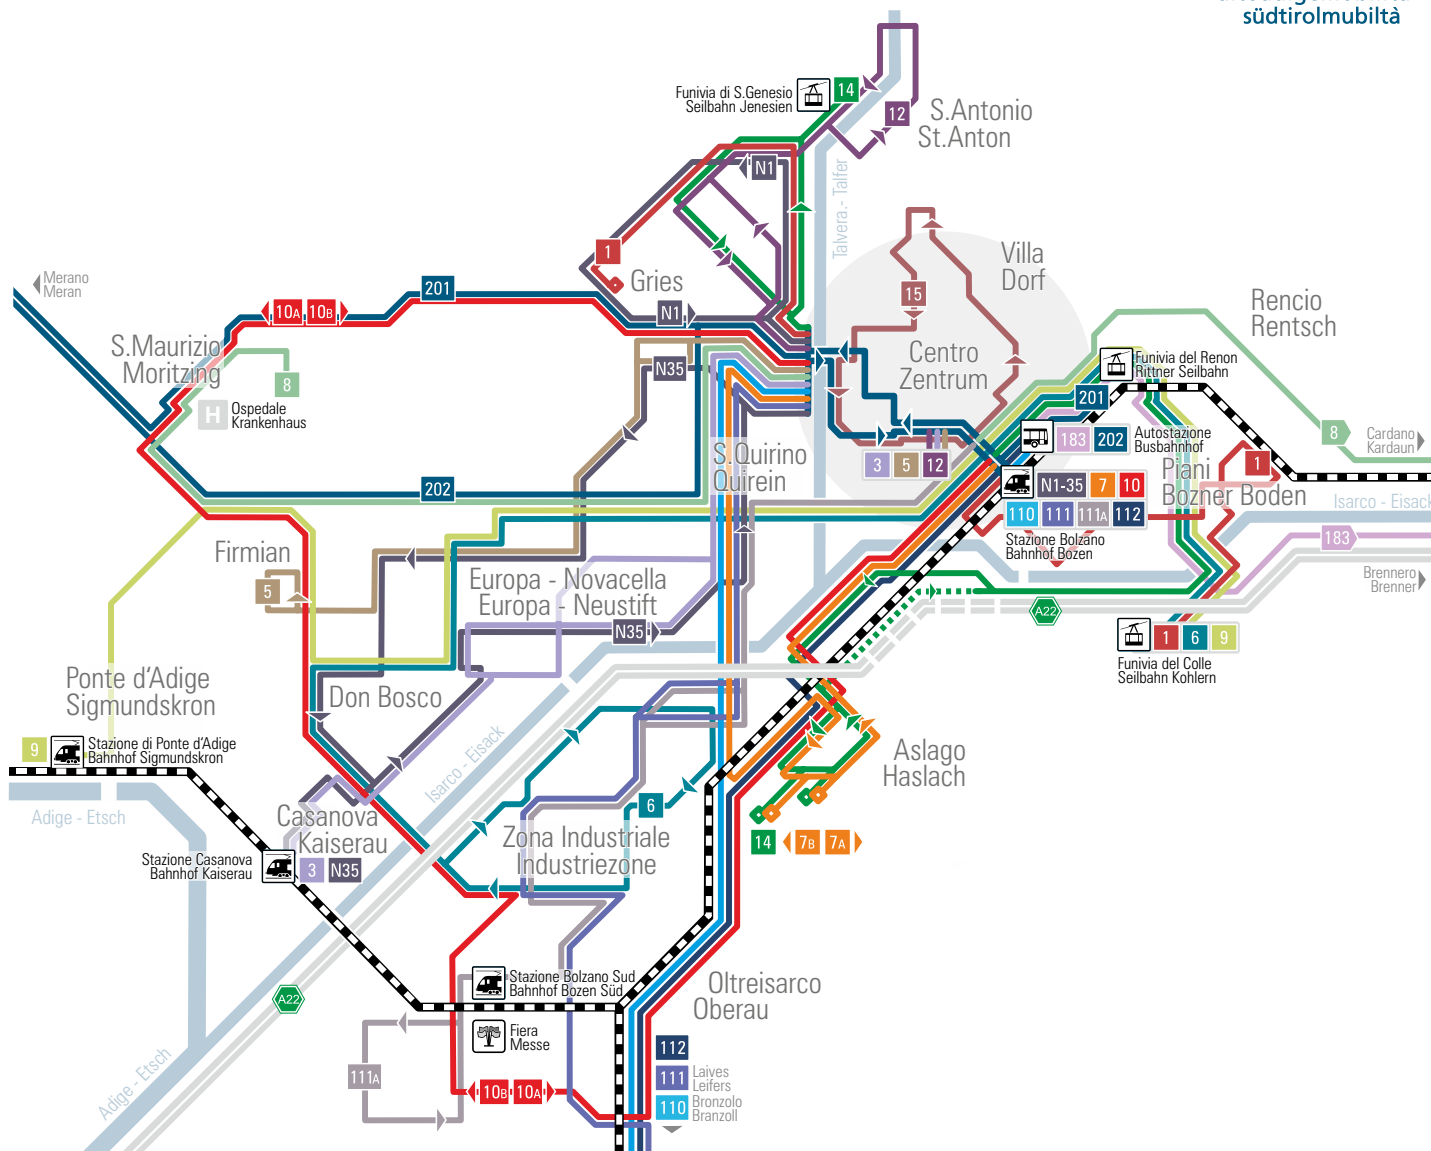 südtirolmubiltà
Funivia di S.Genesio
Seilbahn Jenesien
14
12
S.Antonio
St.Anton
N1
Talvera.- Talfer
1
Gries
Villa
Dorf
15
Merano
Meran
201
10A 10B
N1
Rencio
Rentsch
S.Maurizio
Moritzing
8
H
Ospedale
Krankenhaus
N35
Centro
Zentrum
Funivia del Renon
Rittner Seilbahn
201
183 202
Autostazione
Busbahnhof
8
Cardano
Kardaun
S.Quirino
Quirein
3 5 12
1
Piani
Bozner Boden
202
N1-35 7 10
110 111 111A 112
Stazione Bolzano
Bahnhof Bozen
Isarco - Eisack
183
Firmian
5
Europa - Novacella
Europa - Neustift
N35
Brennero
Brenner
A22
1 6 9
Funivia del Colle
Seilbahn Kohlern
Ponte d'Adige
Sigmundskron
Don Bosco
9
Stazione di Ponte d'Adige
Bahnhof Sigmundskron
Isarco - Eisack
Aslago
Haslach
Adige - Etsch
Casanova
Kaiserau
6
Zona Industriale
Industriezone
14 7B 7A
Stazione Casanova
Bahnhof Kaiserau
3 N35
Stazione Bolzano Sud
Bahnhof Bozen Süd
Oltreisarco
Oberau
A22
Fiera
Messe
112
111A
111
Laives
Leifers
10B 10A
110
Bronzolo
Branzoll
Adige - Etsch